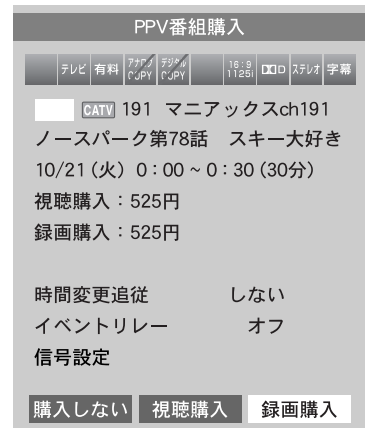 PPV番組購入
テレビ 有料 アナログCOPY デジタルCOPY 16:9 1125i DD ステレオ 字幕
CATV 191 マニアックスch191
ノースパーク第78話 スキー大好き
10/21(火) 0:00~0:30(30分)
視聴購入:525円
録画購入:525円
時間変更追従 しない
イベントリレー オフ
信号設定
購入しない 視聴購入 録画購入